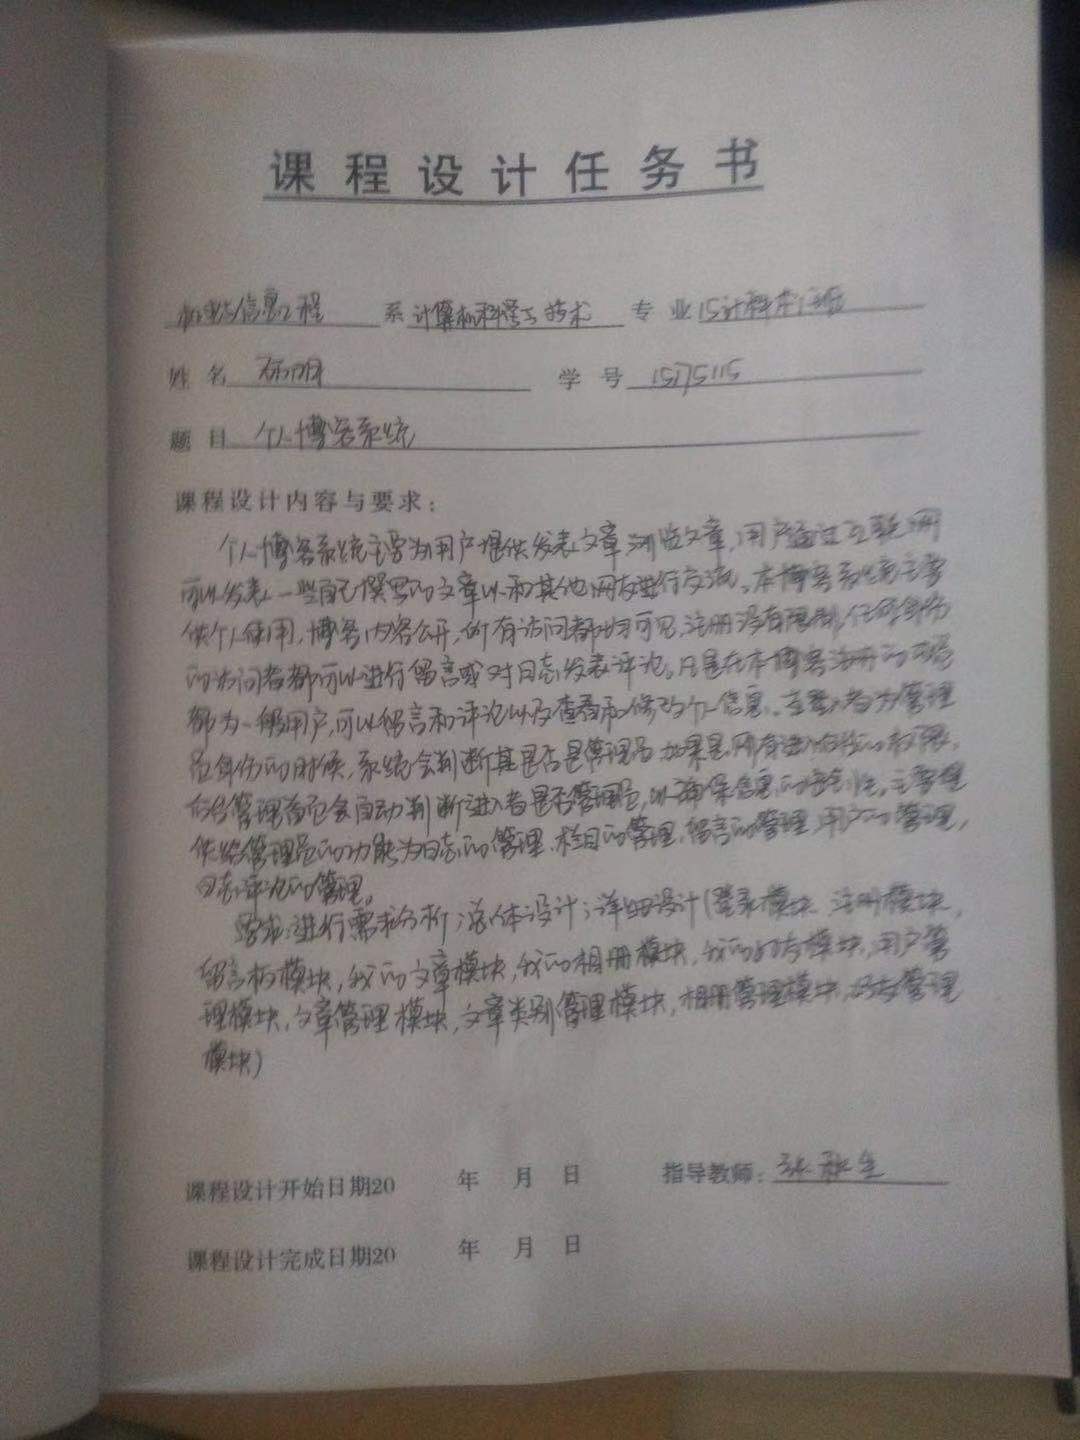 课程设计任务书
信息工程 系 计算机科学与技术 专业 15计科本1班
姓名 学号 15175115
题目 个人博客系统
课程设计内容与要求：
个人博客系统主要为用户提供发表文章浏览文章，用户通过互联网
可以发表一些自己撰写的文章以和其他网友进行交流。本博客系统主要
供个人使用，博客内容公开，所有访问者均可见，注册没有限制，任何身份
的访问者都可以进行留言或对日志发表评论。只是在本博客注册的
都为一般用户，可以留言和评论以及查看和修改个人信息。登录者为管理
员身份的时候，系统会判断其是否是管理员如果是，则有进入后台的权限，
后台管理页也会自动判断进入者是否管理员，以确保信息的安全性。主要提
供给管理员的功能为日志的管理、栏目的管理、留言的管理、用户的管理，
日志评论的管理。
要求：进行需求分析；总体设计；详细设计（登录模块、注册模块，
留言板模块，我的文章模块，我的相册模块，我的好友模块，用户管
理模块，文章管理模块，文章类别管理模块，相册管理模块，好友管理
模块）
课程设计开始日期20 年 月 日 指导教师：张秋生
课程设计完成日期20 年 月 日